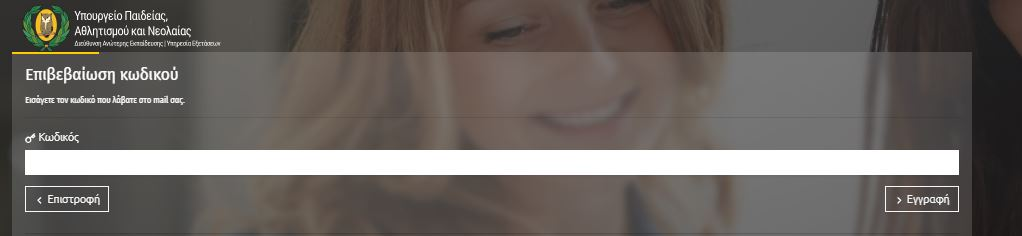 Υπουργείο Παιδείας,
Αθλητισμού και Νεολαίας
Διεύθυνση Ανώτερης Εκπαίδευσης | Υπηρεσία Εξετάσεων
Επιβεβαίωση κωδικού
Εισάγετε τον κωδικό που λάβατε στο mail σας.
Κωδικός
Επιστροφή
Εγγραφή